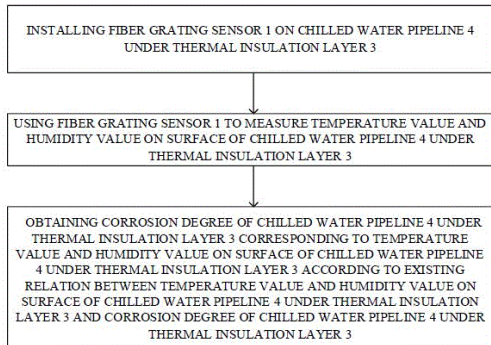 INSTALLING FIBER GRATING SENSOR 1 ON CHILLED WATER PIPELINE 4
UNDER THERMAL INSULATION LAYER 3
USING FIBER GRATING SENSOR 1 TO MEASURE TEMPERATURE VALUE AND
HUMIDITY VALUE ON SURFACE OF CHILLED WATER PIPELINE 4 UNDER
THERMAL INSULATION LAYER 3
OBTAINING CORROSION DEGREE OF CHILLED WATER PIPELINE 4 UNDER
THERMAL INSULATION LAYER 3 CORRESPONDING TO TEMPERATURE
VALUE AND HUMIDITY VALUE ON SURFACE OF CHILLED WATER PIPELINE
4 UNDER THERMAL INSULATION LAYER 3 ACCORDING TO EXISTING
RELATION BETWEEN TEMPERATURE VALUE AND HUMIDITY VALUE ON
SURFACE OF CHILLED WATER PIPELINE 4 UNDER THERMAL INSULATION
LAYER 3 AND CORROSION DEGREE OF CHILLED WATER PIPELINE 4 UNDER
THERMAL INSULATION LAYER 3